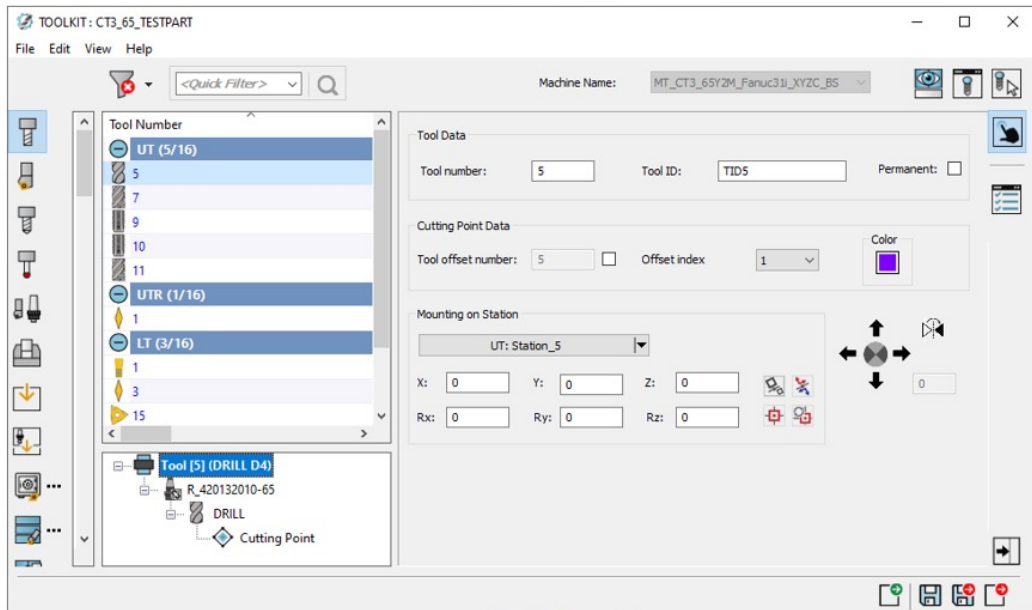 TOOLKIT : CT3_65_TESTPART
File Edit View Help
<Quick Filter> Machine Name: MT_CT3_65Y2M_Fanuc31i_XYZC_BS
Tool Number
UT (5/16)
5
7
9
10
11
UTR (1/16)
1
LT (3/16)
1
3
15
Tool [5] (DRILL D4)
R_420132010-65
DRILL
Cutting Point
Tool Data
Tool number: 5 Tool ID: TID5 Permanent:
Cutting Point Data
Tool offset number: 5 Offset index 1 Color
Mounting on Station
UT: Station_5
X: 0 Y: 0 Z: 0 0
Rx: 0 Ry: 0 Rz: 0